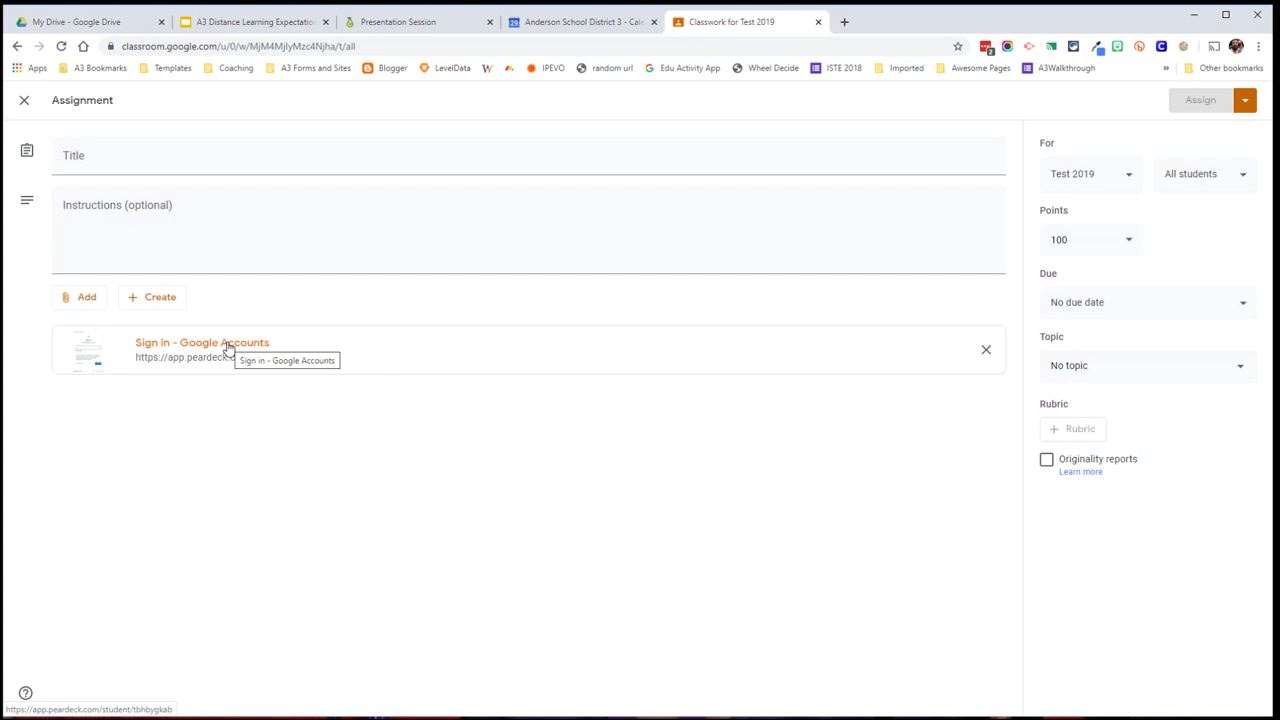 My Drive - Google Drive
A3 Distance Learning Expectatio
Presentation Session
Anderson School District 3 - Cale
Classwork for Test 2019
classroom.google.com/u/0/w/MjM4MjIyMzc4Njha/t/all
Apps
A3 Bookmarks
Templates
Coaching
A3 Forms and Sites
Blogger
LevelData
IPEVO
random url
Edu Activity App
Wheel Decide
ISTE 2018
Imported
Awesome Pages
A3Walkthrough
»
Other bookmarks
Assignment
Assign
Title
Instructions (optional)
Add
Create
Sign in - Google Accounts
https://app.peardeck.c
Sign in - Google Accounts
For
Test 2019
All students
Points
100
Due
No due date
Topic
No topic
Rubric
+ Rubric
Originality reports
Learn more
https://app.peardeck.com/student/tbhbygkab